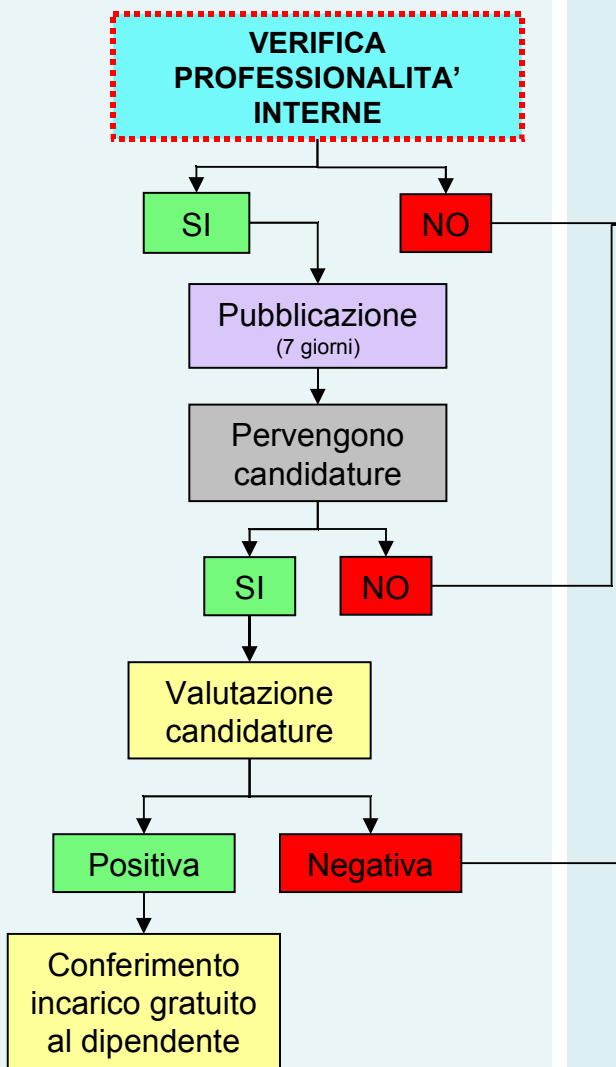 VERIFICA
PROFESSIONALITA’
INTERNE
SI
NO
Pubblicazione
(7 giorni)
Pervengono
candidature
SI
NO
Valutazione
candidature
Positiva
Negativa
Conferimento
incarico gratuito
al dipendente